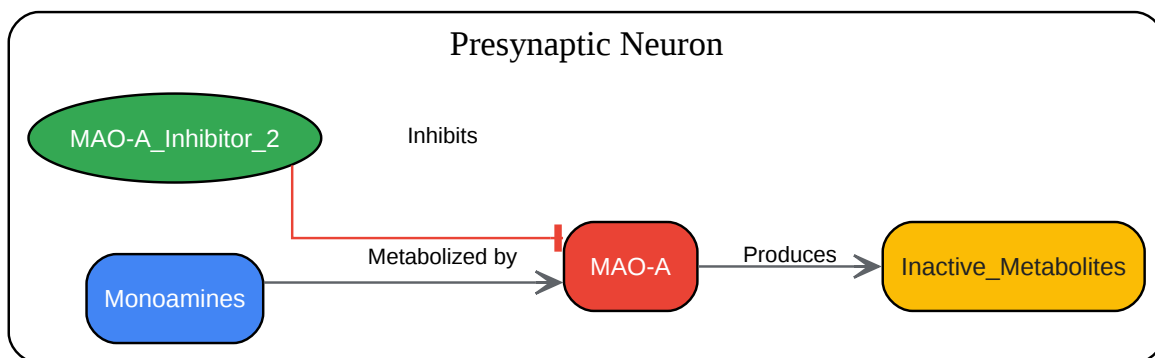 Presynaptic Neuron
MAO-A_Inhibitor_2
Inhibits
Metabolized by
Monoamines
MAO-A
Produces
Inactive_Metabolites